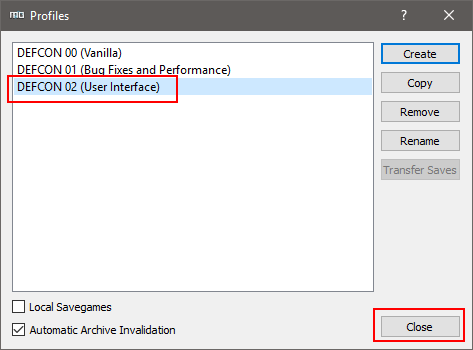 Profiles
DEFCON 00 (Vanilla)
DEFCON 01 (Bug Fixes and Performance)
DEFCON 02 (User Interface)
Create
Copy
Remove
Rename
Transfer Saves
Local Savegames
Automatic Archive Invalidation
Close